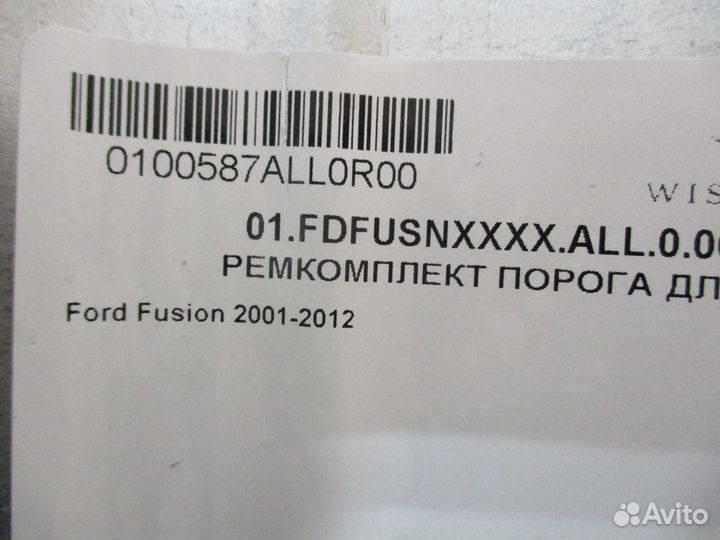 0100587ALL0R00
WIS
01.FDFUSNXXXX.ALL.0.0
РЕМКОМПЛЕКТ ПОРОГА ДЛ
Ford Fusion 2001-2012
Avito